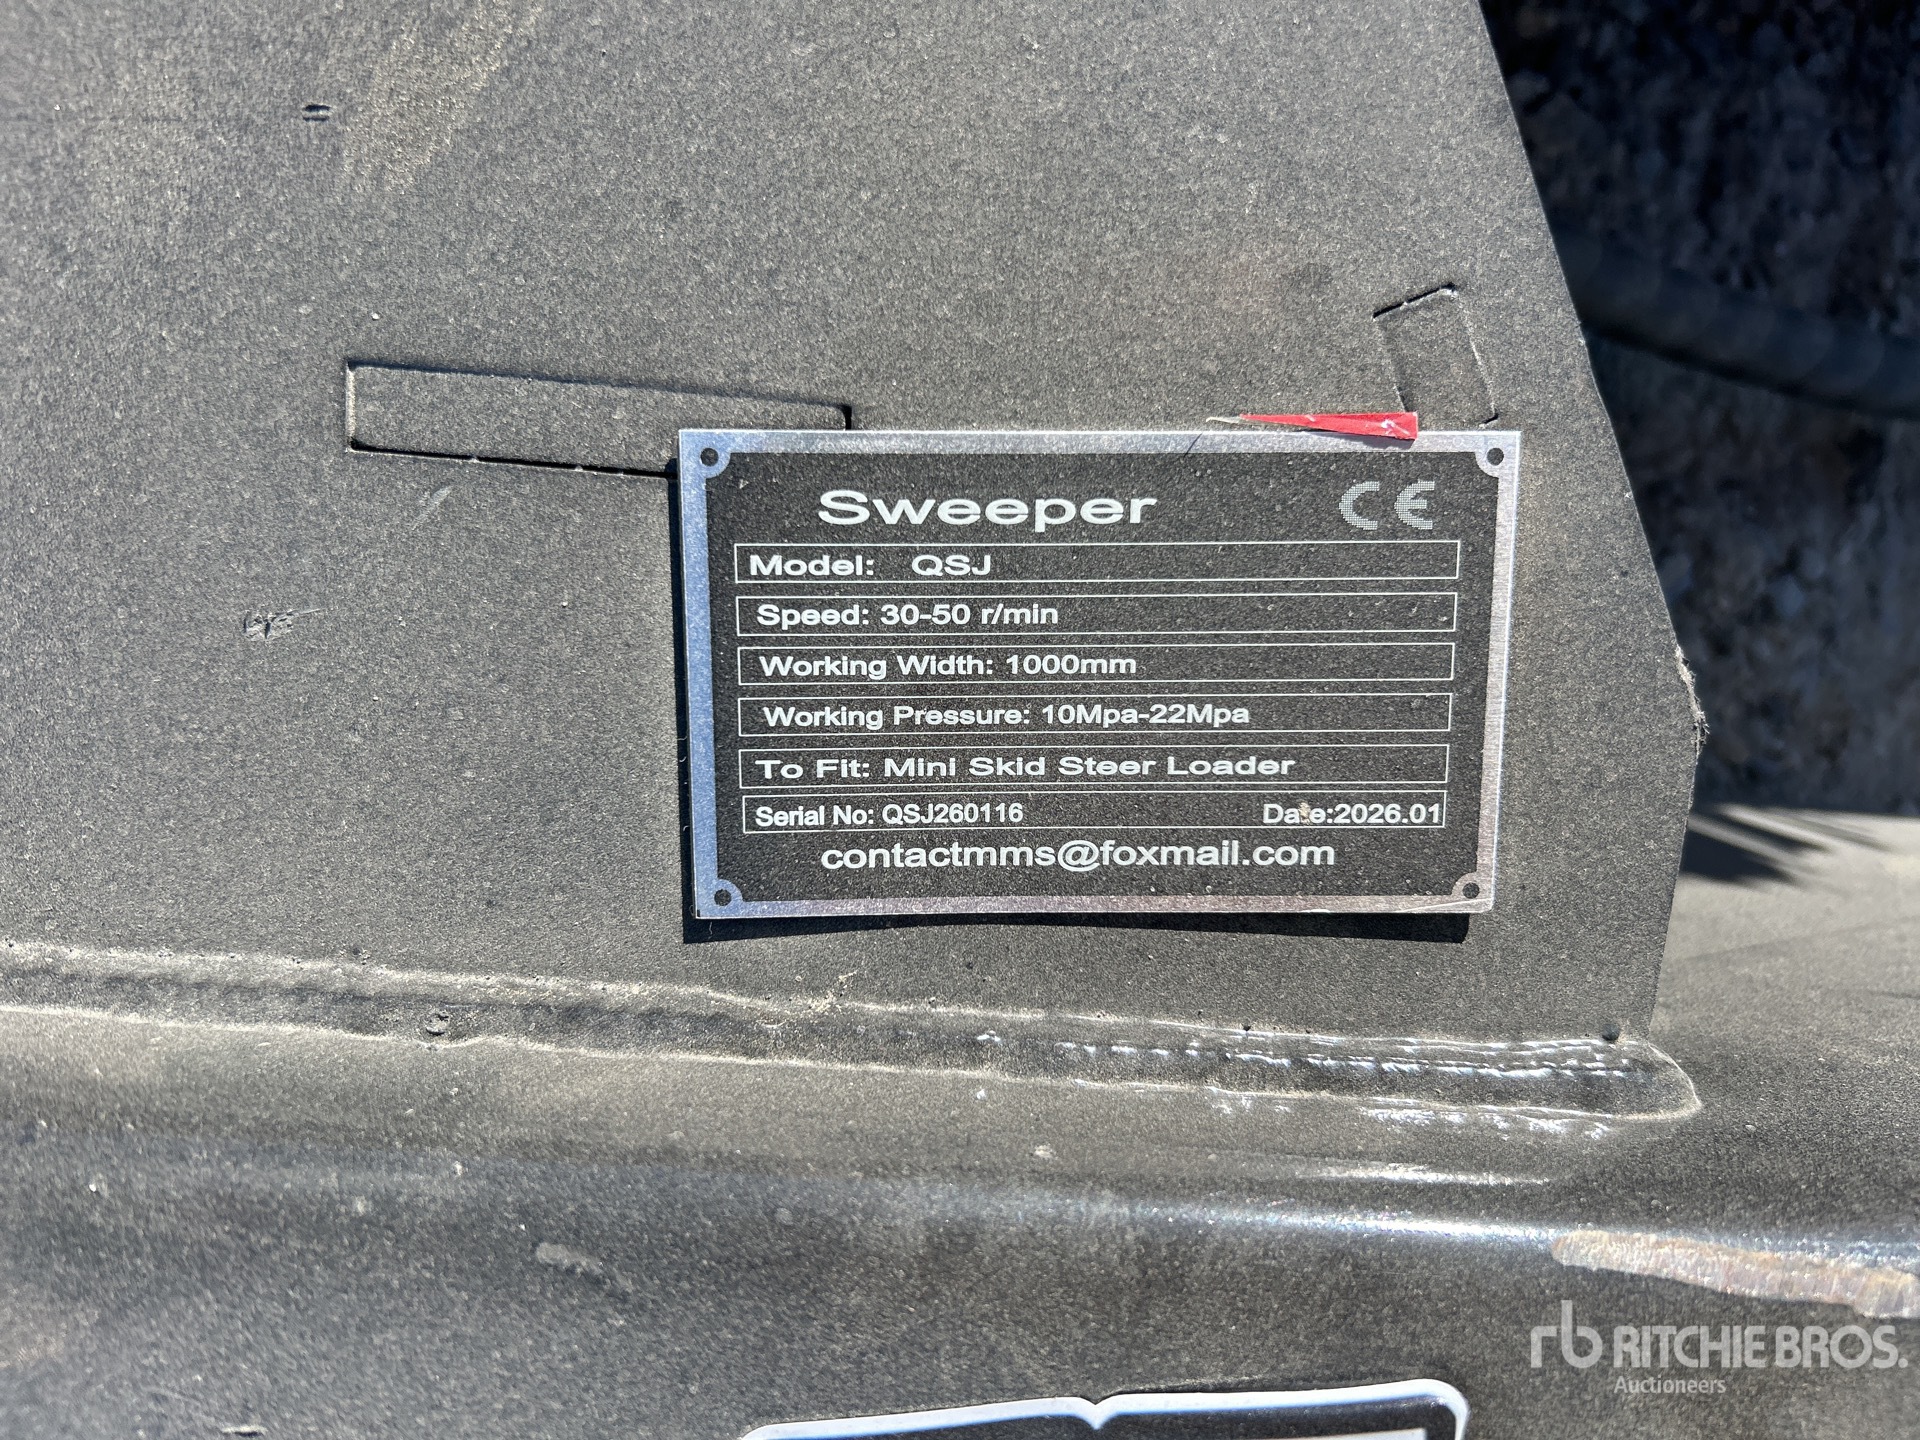 Sweeper CE
Model: QSJ
Speed: 30-50 r/min
Working Width: 1000mm
Working Pressure: 10Mpa-22Mpa
To Fit: Mini Skid Steer Loader
Serial No: QSJ260116 Date:2026.01
contactmms@foxmail.com
rb RITCHIE BROS.
Auctioneers